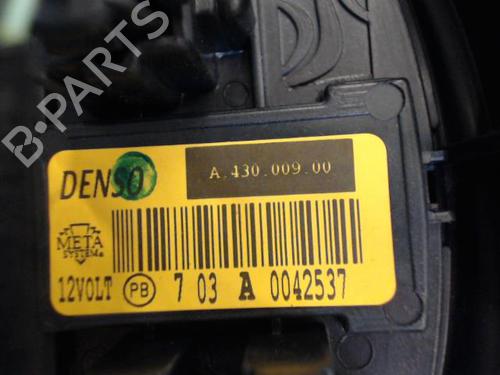 B-PARTS
DENSO
A.430.009.00
META
SYSTEM
12VOLT PB 7 03 A 0042537